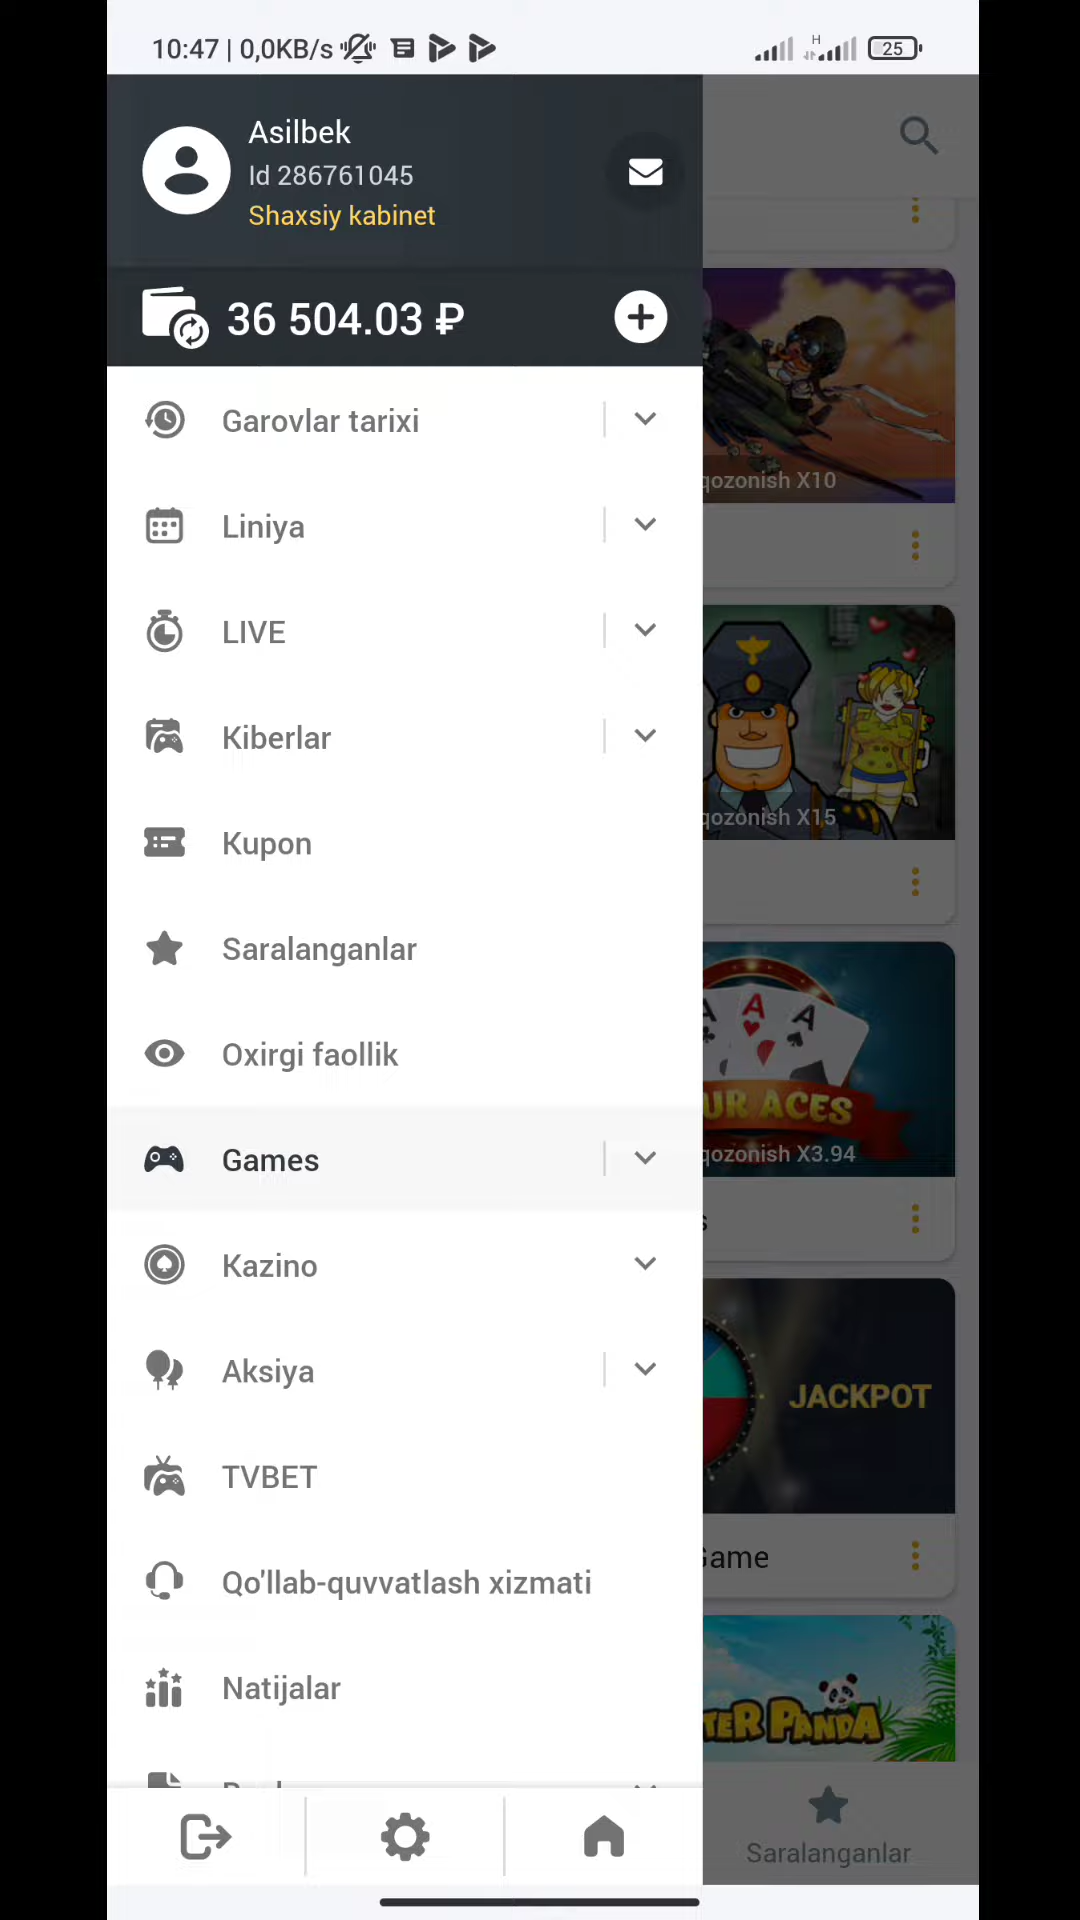 10:47 | 0,0KB/s
H
25
Asilbek
Id 286761045
Shaxsiy kabinet
36 504.03 ₽
Garovlar tarixi
Liniya
LIVE
Kiberlar
Kupon
Saralanganlar
Oxirgi faollik
Games
Kazino
Aksiya
TVBET
Qo'llab-quvvatlash xizmati
Natijalar
qozonish X10
qozonish X15
A A A
UR ACES
qozonish X3.94
s
JACKPOT
Game
TER PANDA
Saralanganlar